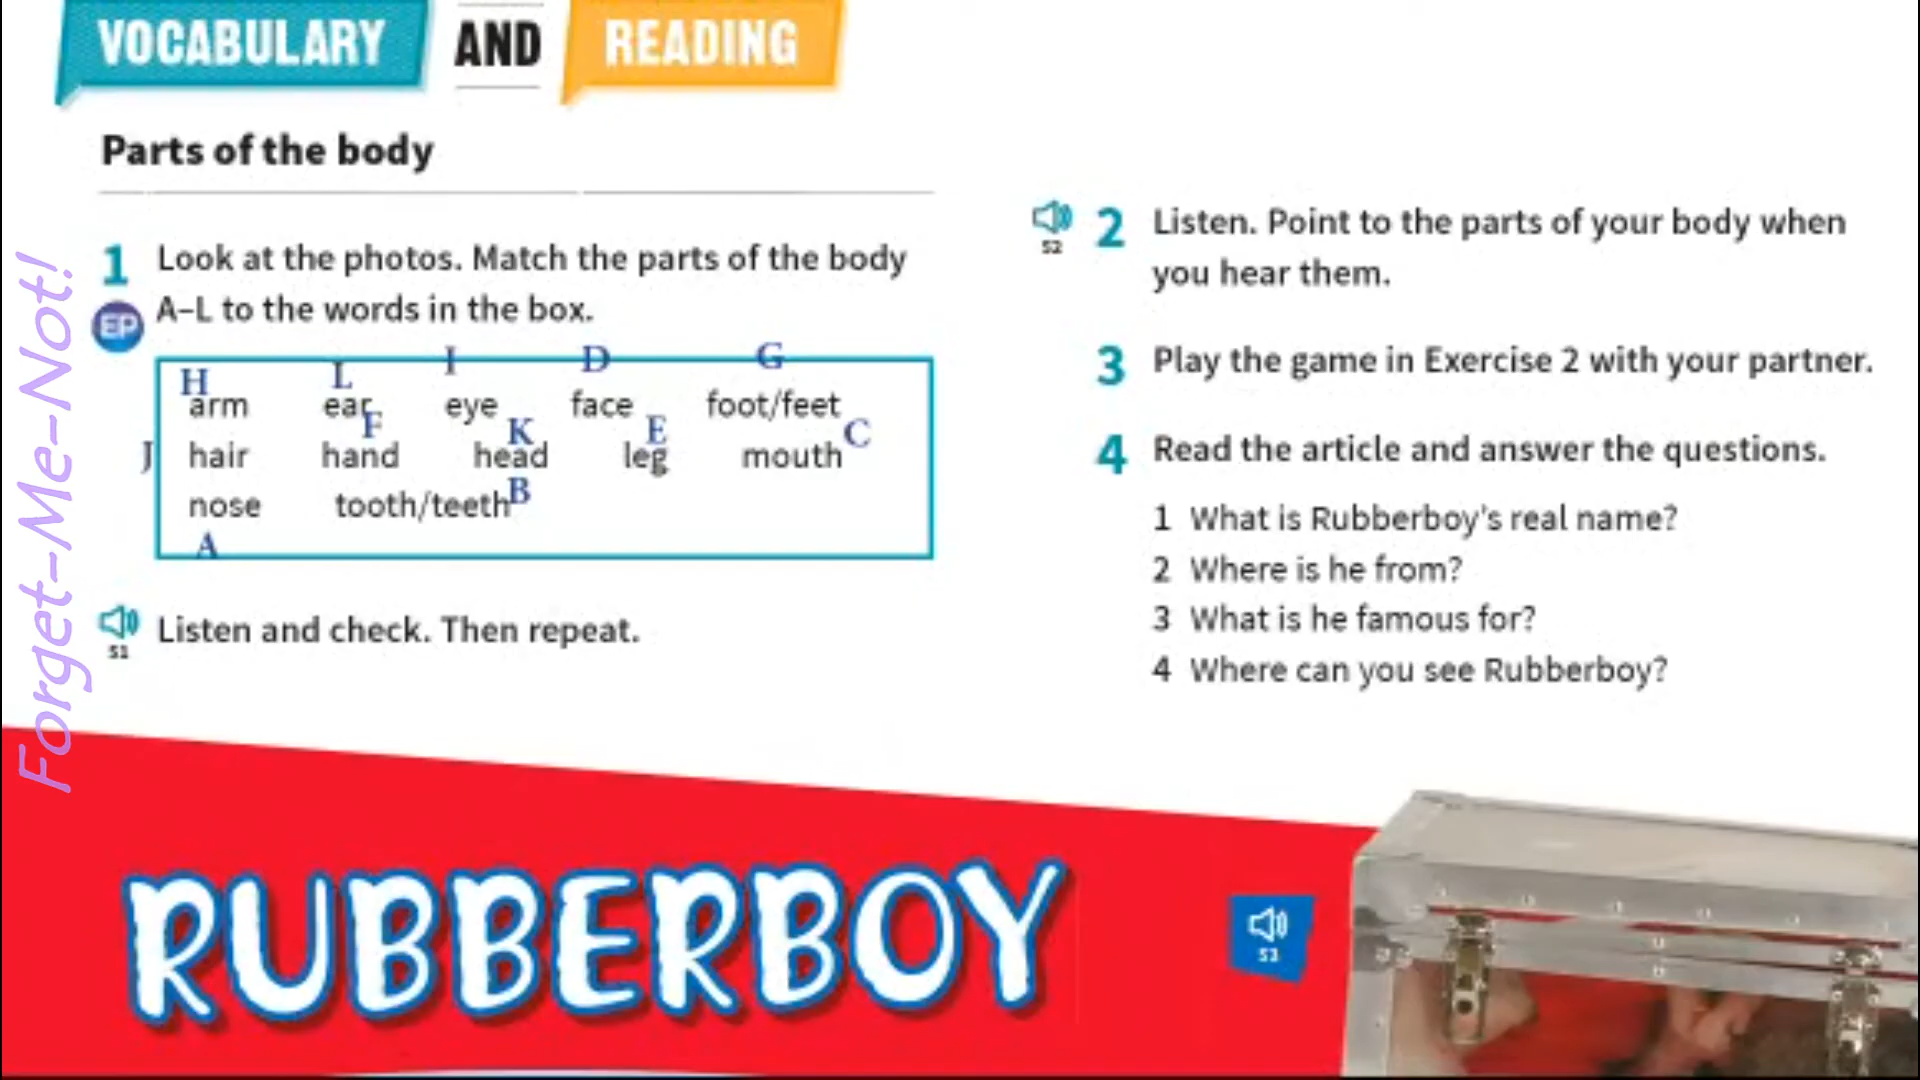 VOCABULARY AND READING
Parts of the body
1 Look at the photos. Match the parts of the body
EP A–L to the words in the box.
H L I D G
arm ear eye face foot/feet
F K E C
J hair hand head leg mouth
B
nose tooth/teeth
A
S1 Listen and check. Then repeat.
S2 2 Listen. Point to the parts of your body when
you hear them.
3 Play the game in Exercise 2 with your partner.
4 Read the article and answer the questions.
1 What is Rubberboy's real name?
2 Where is he from?
3 What is he famous for?
4 Where can you see Rubberboy?
RUBBERBOY
S3
Forget-Me-Not!